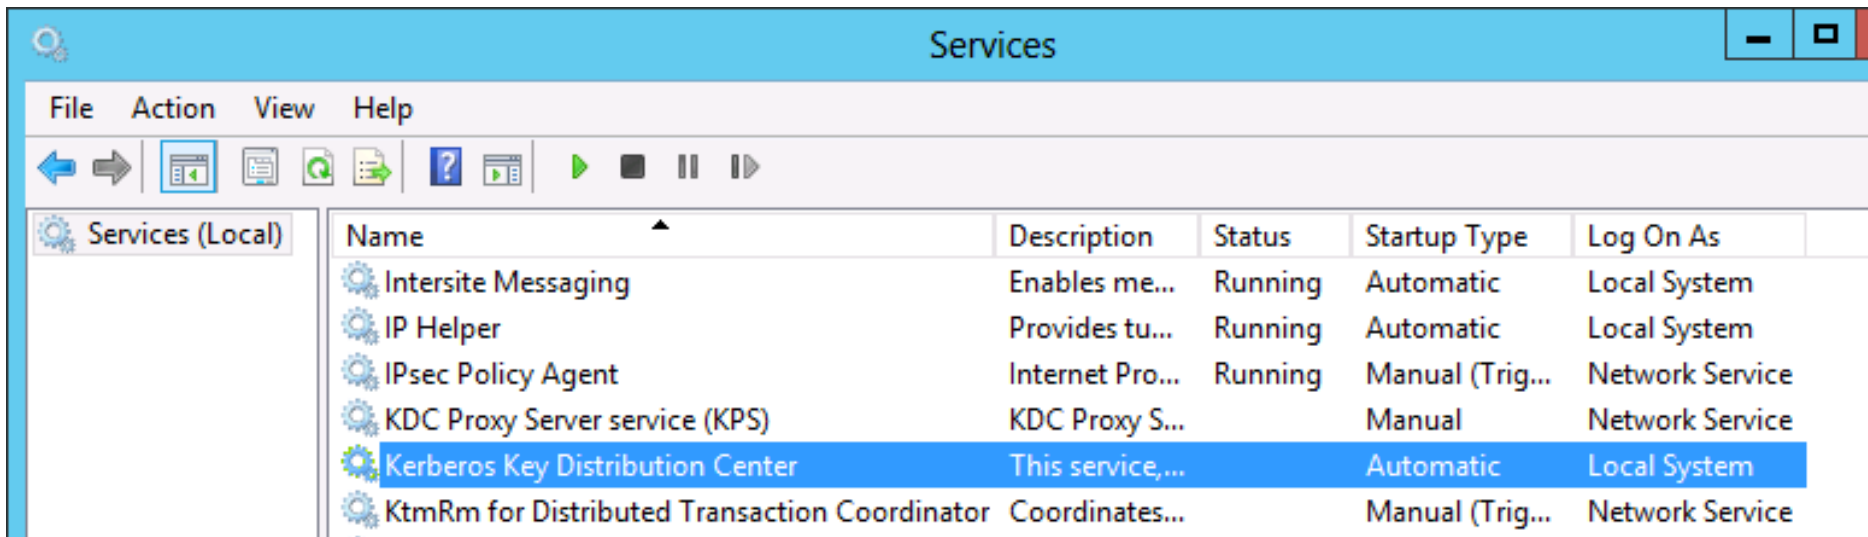 Services
File Action View Help
Services (Local)
Name Description Status Startup Type Log On As
Intersite Messaging Enables me... Running Automatic Local System
IP Helper Provides tu... Running Automatic Local System
IPsec Policy Agent Internet Pro... Running Manual (Trig... Network Service
KDC Proxy Server service (KPS) KDC Proxy S... Manual Network Service
Kerberos Key Distribution Center This service,... Automatic Local System
KtmRm for Distributed Transaction Coordinator Coordinates... Manual (Trig... Network Service